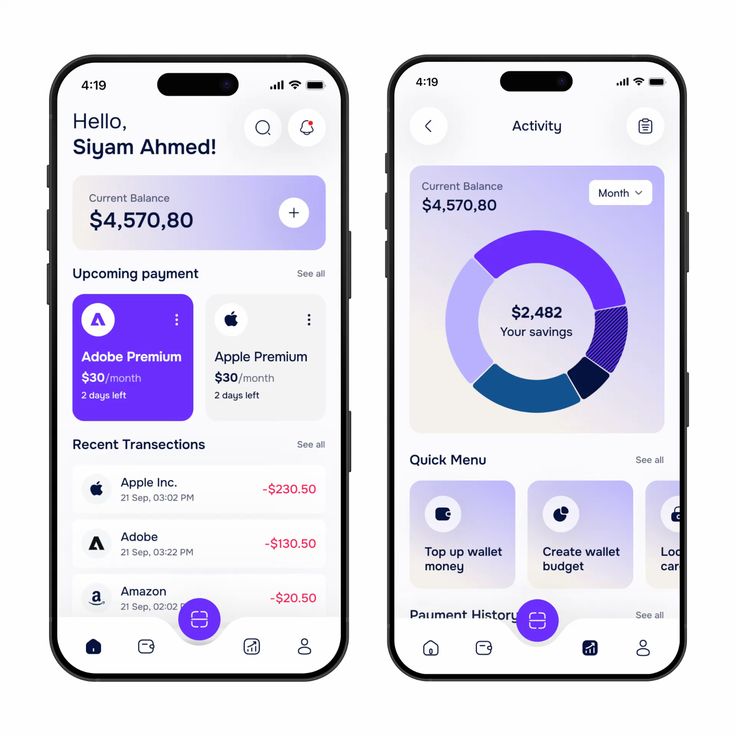 4:19
Hello,
Siyam Ahmed!
Current Balance
$4,570,80
Upcoming payment
See all
Adobe Premium
$30/month
2 days left
Apple Premium
$30/month
2 days left
Recent Transections
See all
Apple Inc.
21 Sep, 03:02 PM
-$230.50
Adobe
21 Sep, 03:22 PM
-$130.50
Amazon
21 Sep, 02:02
-$20.50
4:19
Activity
Current Balance
$4,570,80
Month
$2,482
Your savings
Quick Menu
See all
Top up wallet
money
Create wallet
budget
Loc
car
Payment History
See all